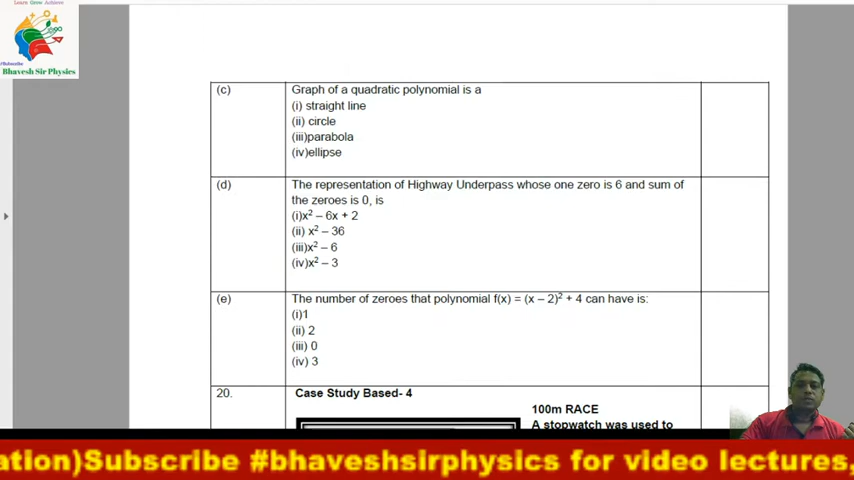 Learn Grow Achieve
#Subscribe
Bhavesh Sir Physics
(c)
Graph of a quadratic polynomial is a
(i) straight line
(ii) circle
(iii)parabola
(iv)ellipse
(d)
The representation of Highway Underpass whose one zero is 6 and sum of
the zeroes is 0, is
(i)x² – 6x + 2
(ii) x² – 36
(iii)x² – 6
(iv)x² – 3
(e)
The number of zeroes that polynomial f(x) = (x – 2)² + 4 can have is:
(i)1
(ii) 2
(iii) 0
(iv) 3
20.
Case Study Based- 4
100m RACE
A stopwatch was used to
ation)Subscribe #bhaveshsirphysics for video lectures,